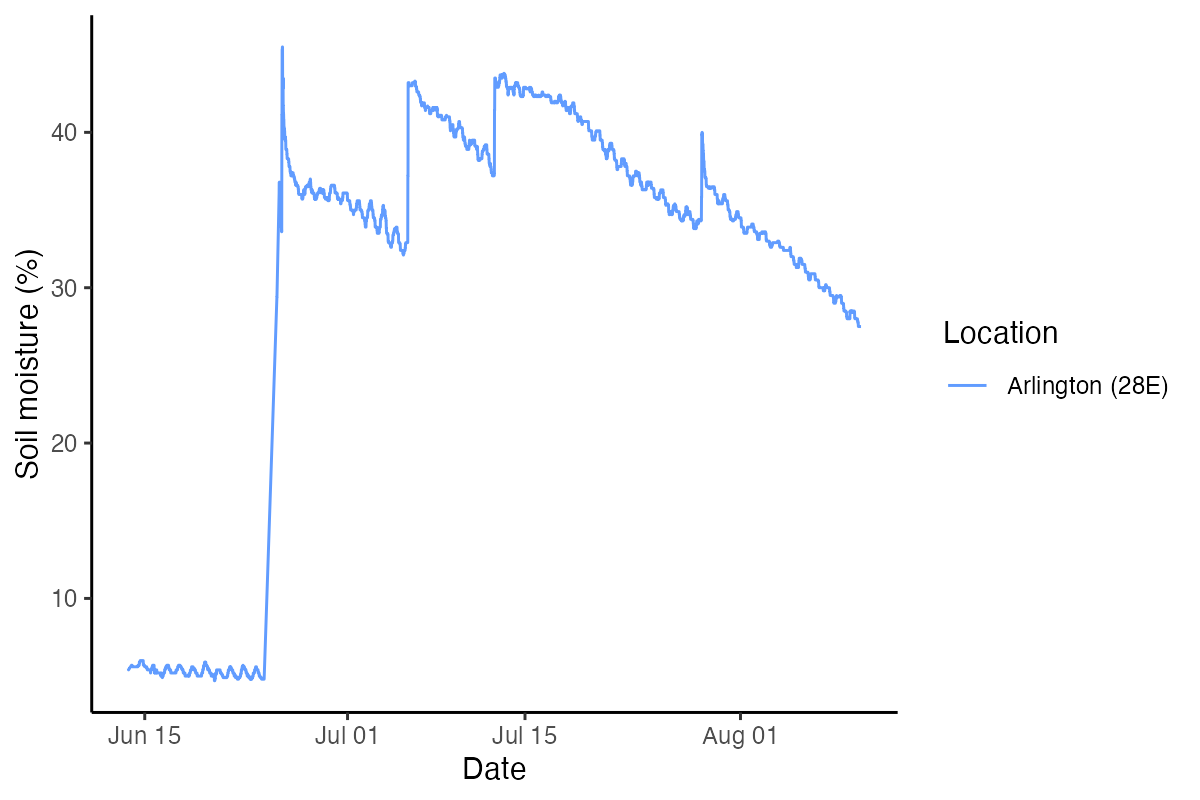 40
30
20
10
Soil moisture (%)
Jun 15
Jul 01
Jul 15
Aug 01
Date
Location
Arlington (28E)